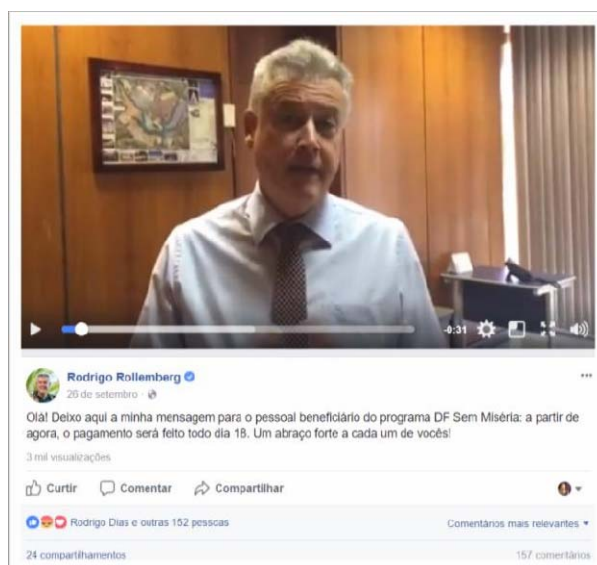 -0:31
Rodrigo Rollemberg
26 de setembro ·
Olá! Deixo aqui a minha mensagem para o pessoal beneficiário do programa DF Sem Miséria: a partir de
agora, o pagamento será feito todo dia 18. Um abraço forte a cada um de vocês!
3 mil visualizações
Curtir Comentar Compartilhar
Rodrigo Dias e outras 152 pessoas Comentários mais relevantes
24 compartilhamentos 157 comentários